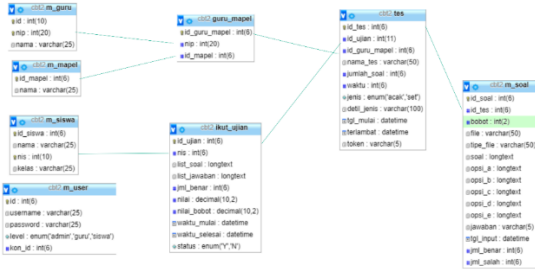 cbt2 m_guru
id : int(10)
nip : int(20)
nama : varchar(25)
cbt2 m_mapel
id_mapel : int(6)
nama : varchar(25)
cbt2 m_siswa
id_siswa : int(6)
nama : varchar(25)
nis : int(10)
kelas : varchar(25)
cbt2 m_user
id : int(6)
username : varchar(25)
password : varchar(25)
level : enum('admin','guru','siswa')
kon_id : int(6)
cbt2 guru_mapel
id_guru_mapel : int(6)
nip : int(20)
id_mapel : int(6)
cbt2 ikut_ujian
id_ujian : int(6)
nis : int(6)
list_soal : longtext
list_jawaban : longtext
jml_benar : int(6)
nilai : decimal(10,2)
nilai_bobot : decimal(10,2)
waktu_mulai : datetime
waktu_selesai : datetime
status : enum('Y','N')
cbt2 tes
id_tes : int(6)
id_ujian : int(11)
id_guru_mapel : int(6)
nama_tes : varchar(50)
jumlah_soal : int(6)
waktu : int(6)
jenis : enum('acak','set')
detil_jenis : varchar(100)
tgl_mulai : datetime
terlambat : datetime
token : varchar(5)
cbt2 m_soal
id_soal : int(6)
id_tes : int(6)
bobot : int(2)
file : varchar(50)
tipe_file : varchar(50)
soal : longtext
opsi_a : longtext
opsi_b : longtext
opsi_c : longtext
opsi_d : longtext
opsi_e : longtext
jawaban : varchar(5)
tgl_input : datetime
jml_benar : int(6)
jml_salah : int(6)